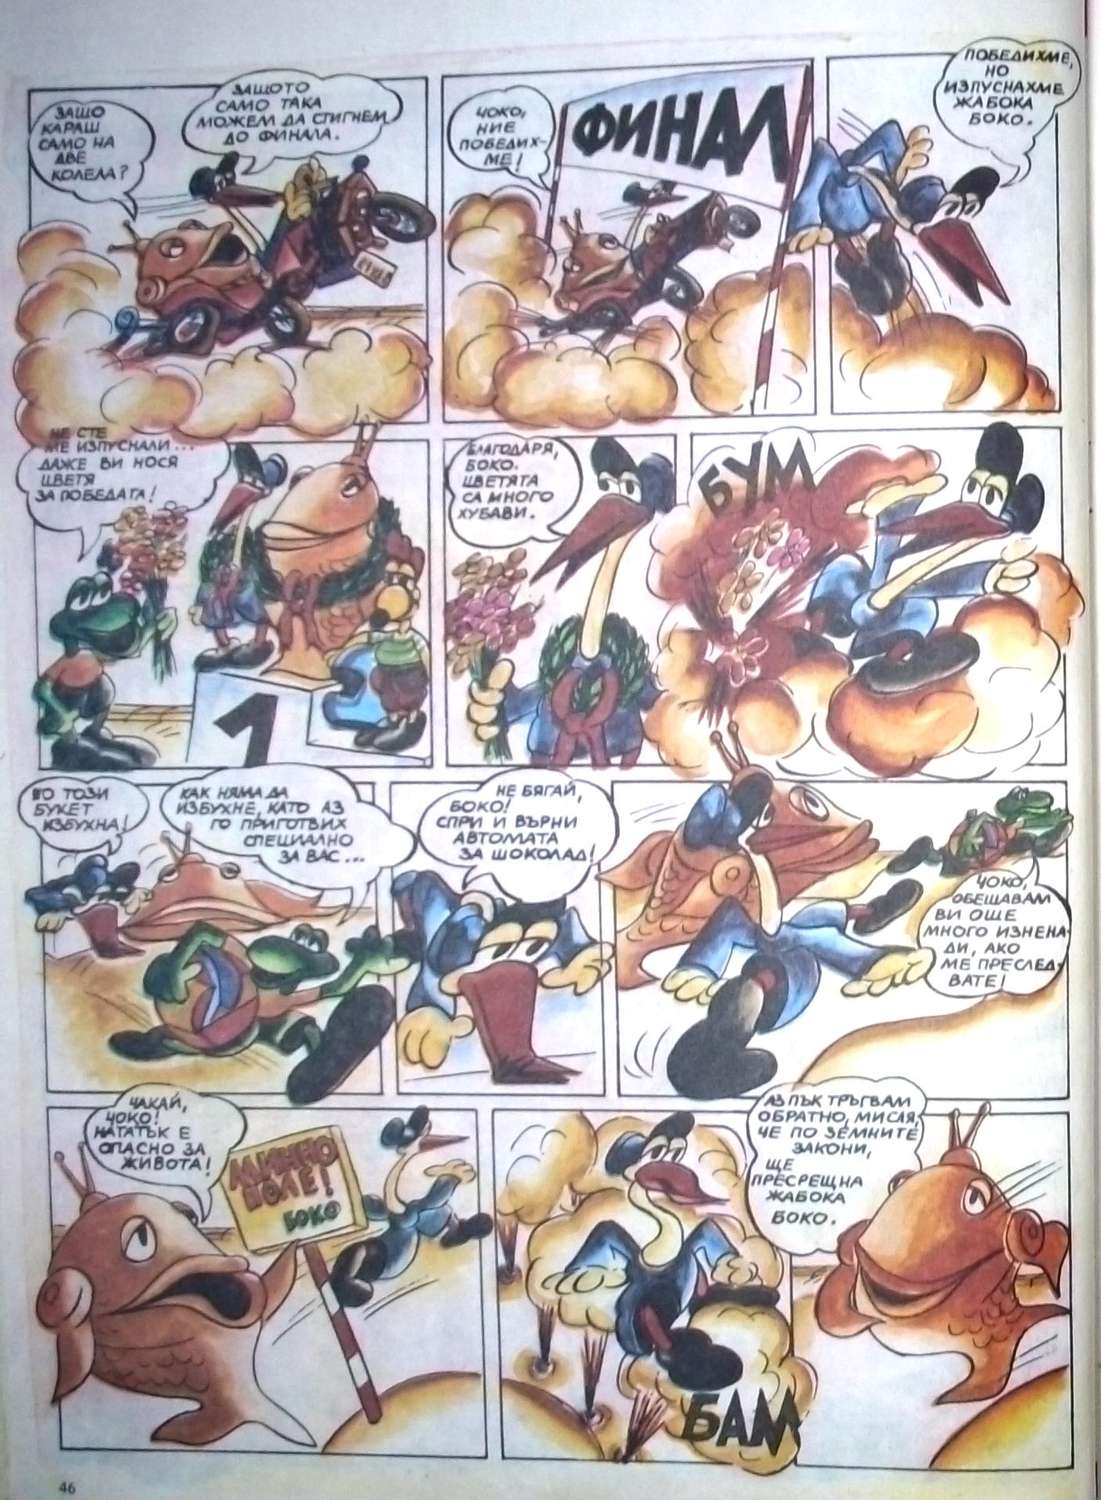 ЗАЩО
КАРАШ
САМО НА
ДВЕ
КОЛЕЛА?
ЗАЩОТО
САМО ТАКА
МОЖЕМ ДА СТИГНЕМ
ДО ФИНАЛА.
ЧОКО,
НИЕ
ПОБЕДИХ-
МЕ!
ФИНАЛ
ПОБЕДИХМЕ,
НО
ИЗПУСНАХМЕ
ЖАБОКА
БОКО.
НЕ СТЕ
МЕ ИЗПУСНАЛИ...
ДАЖЕ ВИ НОСЯ
ЦВЕТЯ
ЗА ПОБЕДАТА!
1
БЛАГОДАРЯ,
БОКО.
ЦВЕТЯТА
СА МНОГО
ХУБАВИ.
БУМ
ТОЗИ
БУКЕТ
ИЗБУХНА!
КАК НЯМА ДА
ИЗБУХНЕ, КАТО АЗ
ГО ПРИГОТВИХ
СПЕЦИАЛНО
ЗА ВАС...
НЕ БЯГАЙ,
БОКО!
СПРИ И ВЪРНИ
АВТОМАТА
ЗА ШОКОЛАД!
ЧОКО,
ОБЕЩАВАМ
ВИ ОЩЕ
МНОГО ИЗНЕНА-
ДИ, АКО
МЕ ПРЕСЛЕД-
ВАТЕ!
ЧАКАЙ,
ЧОКО!
НАТАТЪК Е
ОПАСНО ЗА
ЖИВОТА!
МИННО
ПОЛЕ!
БОКО
БАМ
АЗ ПЪК ТРЪГВАМ
ОБРАТНО, МИСЛЯ,
ЧЕ ПО ЗЕМНИТЕ
ЗАКОНИ,
ЩЕ
ПРЕСРЕЩНА
ЖАБОКА
БОКО.
46